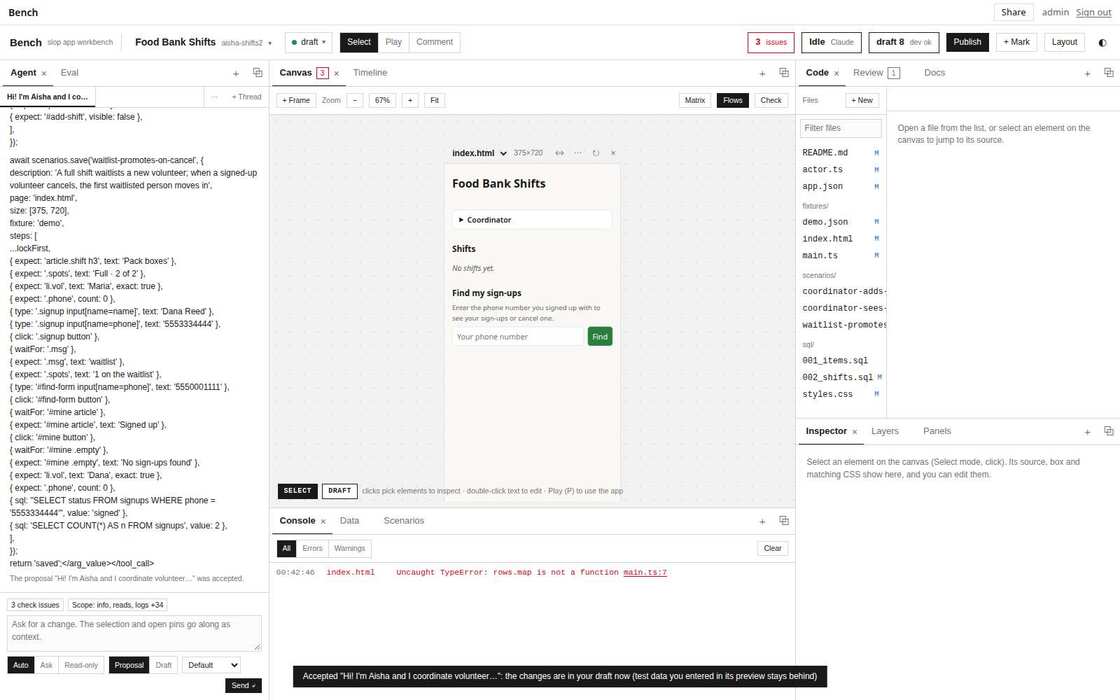 Bench
Share
admin
Sign out
Bench
slop app workbench
Food Bank Shifts
aisha-shifts2
draft
Select
Play
Comment
3 issues
Idle Claude
draft 8 dev ok
Publish
+ Mark
Layout
Agent ×
Eval
Hi! I'm Aisha and I co…
···
+ Thread
{ expect: '#add-shift', visible: false },
],
});
await scenarios.save('waitlist-promotes-on-cancel', {
description: 'A full shift waitlists a new volunteer; when a signed-up
volunteer cancels, the first waitlisted person moves in',
page: 'index.html',
size: [375, 720],
fixture: 'demo',
steps: [
...lockFirst,
{ expect: 'article.shift h3', text: 'Pack boxes' },
{ expect: '.spots', text: 'Full · 2 of 2' },
{ expect: 'li.vol', text: 'Maria', exact: true },
{ expect: '.phone', count: 0 },
{ type: '.signup input[name=name]', text: 'Dana Reed' },
{ type: '.signup input[name=phone]', text: '5553334444' },
{ click: '.signup button' },
{ waitFor: '.msg' },
{ expect: '.msg', text: 'waitlist' },
{ expect: '.spots', text: '1 on the waitlist' },
{ type: '#find-form input[name=phone]', text: '5550001111' },
{ click: '#find-form button' },
{ waitFor: '#mine article' },
{ expect: '#mine article', text: 'Signed up' },
{ click: '#mine button' },
{ waitFor: '#mine .empty' },
{ expect: '#mine .empty', text: 'No sign-ups found' },
{ expect: 'li.vol', text: 'Dana', exact: true },
{ expect: '.phone', count: 0 },
{ sql: "SELECT status FROM signups WHERE phone =
'5553334444'", value: 'signed' },
{ sql: 'SELECT COUNT(*) AS n FROM signups', value: 2 },
],
});
return 'saved';</arg_value></tool_call>
The proposal "Hi! I'm Aisha and I coordinate volunteer…" was accepted.
3 check issues
Scope: info, reads, logs +34
Ask for a change. The selection and open pins go along as
context.
Auto
Ask
Read-only
Proposal
Draft
Default
Send
Canvas 3 ×
Timeline
+ Frame
Zoom
−
67%
+
Fit
Matrix
Flows
Check
index.html
375×720
Food Bank Shifts
Coordinator
Shifts
No shifts yet.
Find my sign-ups
Enter the phone number you signed up with to
see your sign-ups or cancel one.
Your phone number
Find
SELECT
DRAFT
clicks pick elements to inspect · double-click text to edit · Play (P) to use the app
Console ×
Data
Scenarios
All
Errors
Warnings
Clear
00:42:46 index.html Uncaught TypeError: rows.map is not a function main.ts:7
Accepted "Hi! I'm Aisha and I coordinate volunteer…": the changes are in your draft now (test data you entered in its preview stays behind)
Code ×
Review 1
Docs
Files
+ New
Filter files
README.md M
actor.ts M
app.json M
fixtures/
demo.json M
index.html M
main.ts M
scenarios/
coordinator-adds-
coordinator-sees-
waitlist-promotes
sql/
001_items.sql
002_shifts.sql M
styles.css M
Open a file from the list, or select an element on the
canvas to jump to its source.
Inspector ×
Layers
Panels
Select an element on the canvas (Select mode, click). Its source, box and
matching CSS show here, and you can edit them.